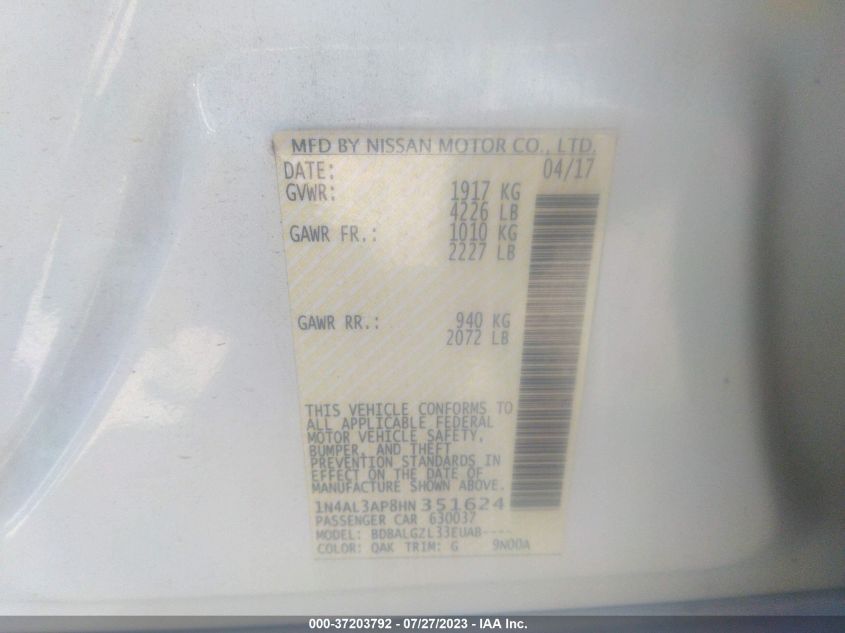 MFD BY NISSAN MOTOR CO., LTD.
DATE: 04/17
GVWR: 1917 KG
4226 LB
GAWR FR.: 1010 KG
2227 LB
GAWR RR.: 940 KG
2072 LB
THIS VEHICLE CONFORMS TO
ALL APPLICABLE FEDERAL
MOTOR VEHICLE SAFETY,
BUMPER, AND THEFT
PREVENTION STANDARDS IN
EFFECT ON THE DATE OF
MANUFACTURE SHOWN ABOVE.
1N4AL3AP8HN351624
PASSENGER CAR 630037
MODEL: BDBALGZL33EUAB----
COLOR: QAK TRIM: G 9N00A
000-37203792 - 07/27/2023 - IAA Inc.